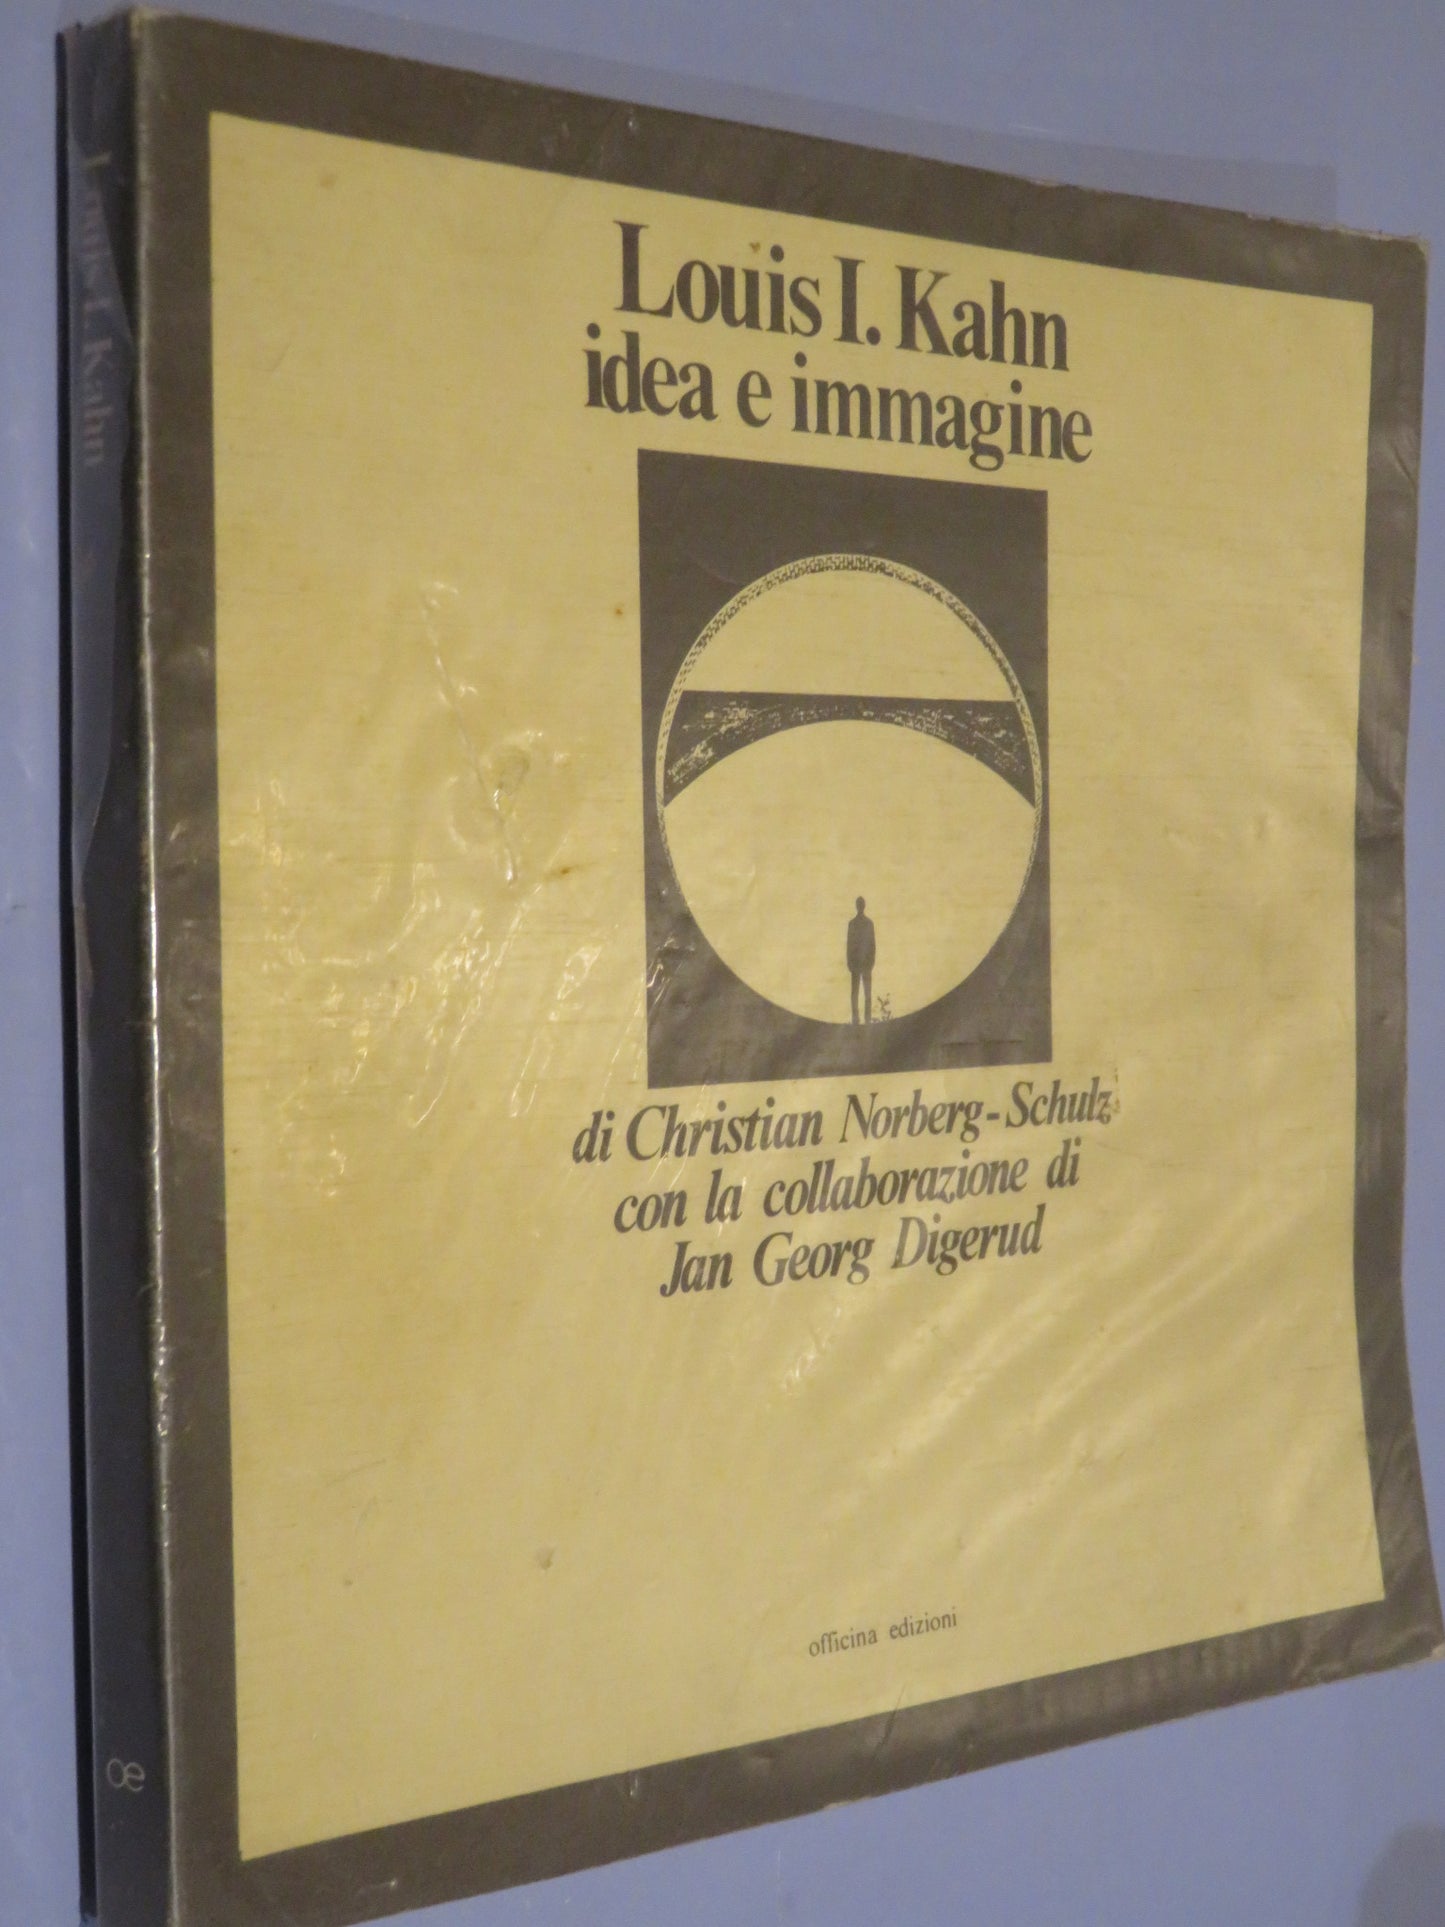 Louis I. Kahn
idea e immagine
di Christian Norberg-Schulz
con la collaborazione di
Jan Georg Digerud
officina edizioni
Louis I. Kahn
œ